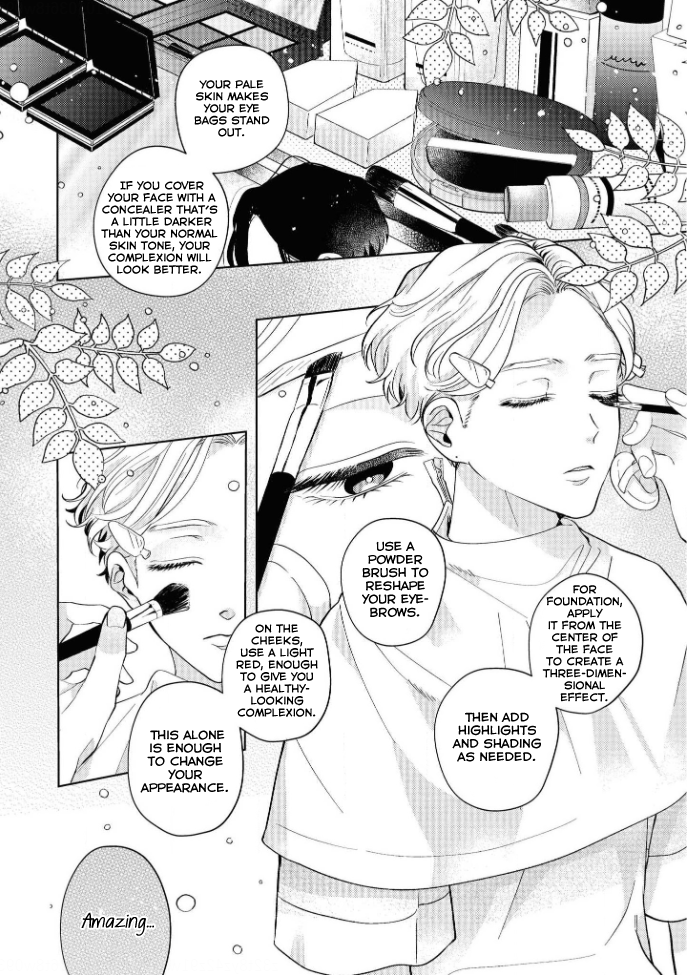 YOUR PALE
SKIN MAKES
YOUR EYE
BAGS STAND
OUT.
IF YOU COVER
YOUR FACE WITH A
CONCEALER THAT'S
A LITTLE DARKER
THAN YOUR NORMAL
SKIN TONE, YOUR
COMPLEXION WILL
LOOK BETTER.
FOR
FOUNDATION,
APPLY
IT FROM THE
CENTER OF
THE FACE
TO CREATE A
THREE-DIMEN-
SIONAL
EFFECT.
THEN ADD
HIGHLIGHTS
AND SHADING
AS NEEDED.
USE A
POWDER
BRUSH TO
RESHAPE
YOUR EYE-
BROWS.
ON THE
CHEEKS,
USE A LIGHT
RED, ENOUGH
TO GIVE YOU
A HEALTHY-
LOOKING
COMPLEXION.
THIS ALONE
IS ENOUGH
TO CHANGE
YOUR
APPEARANCE.
Amazing...